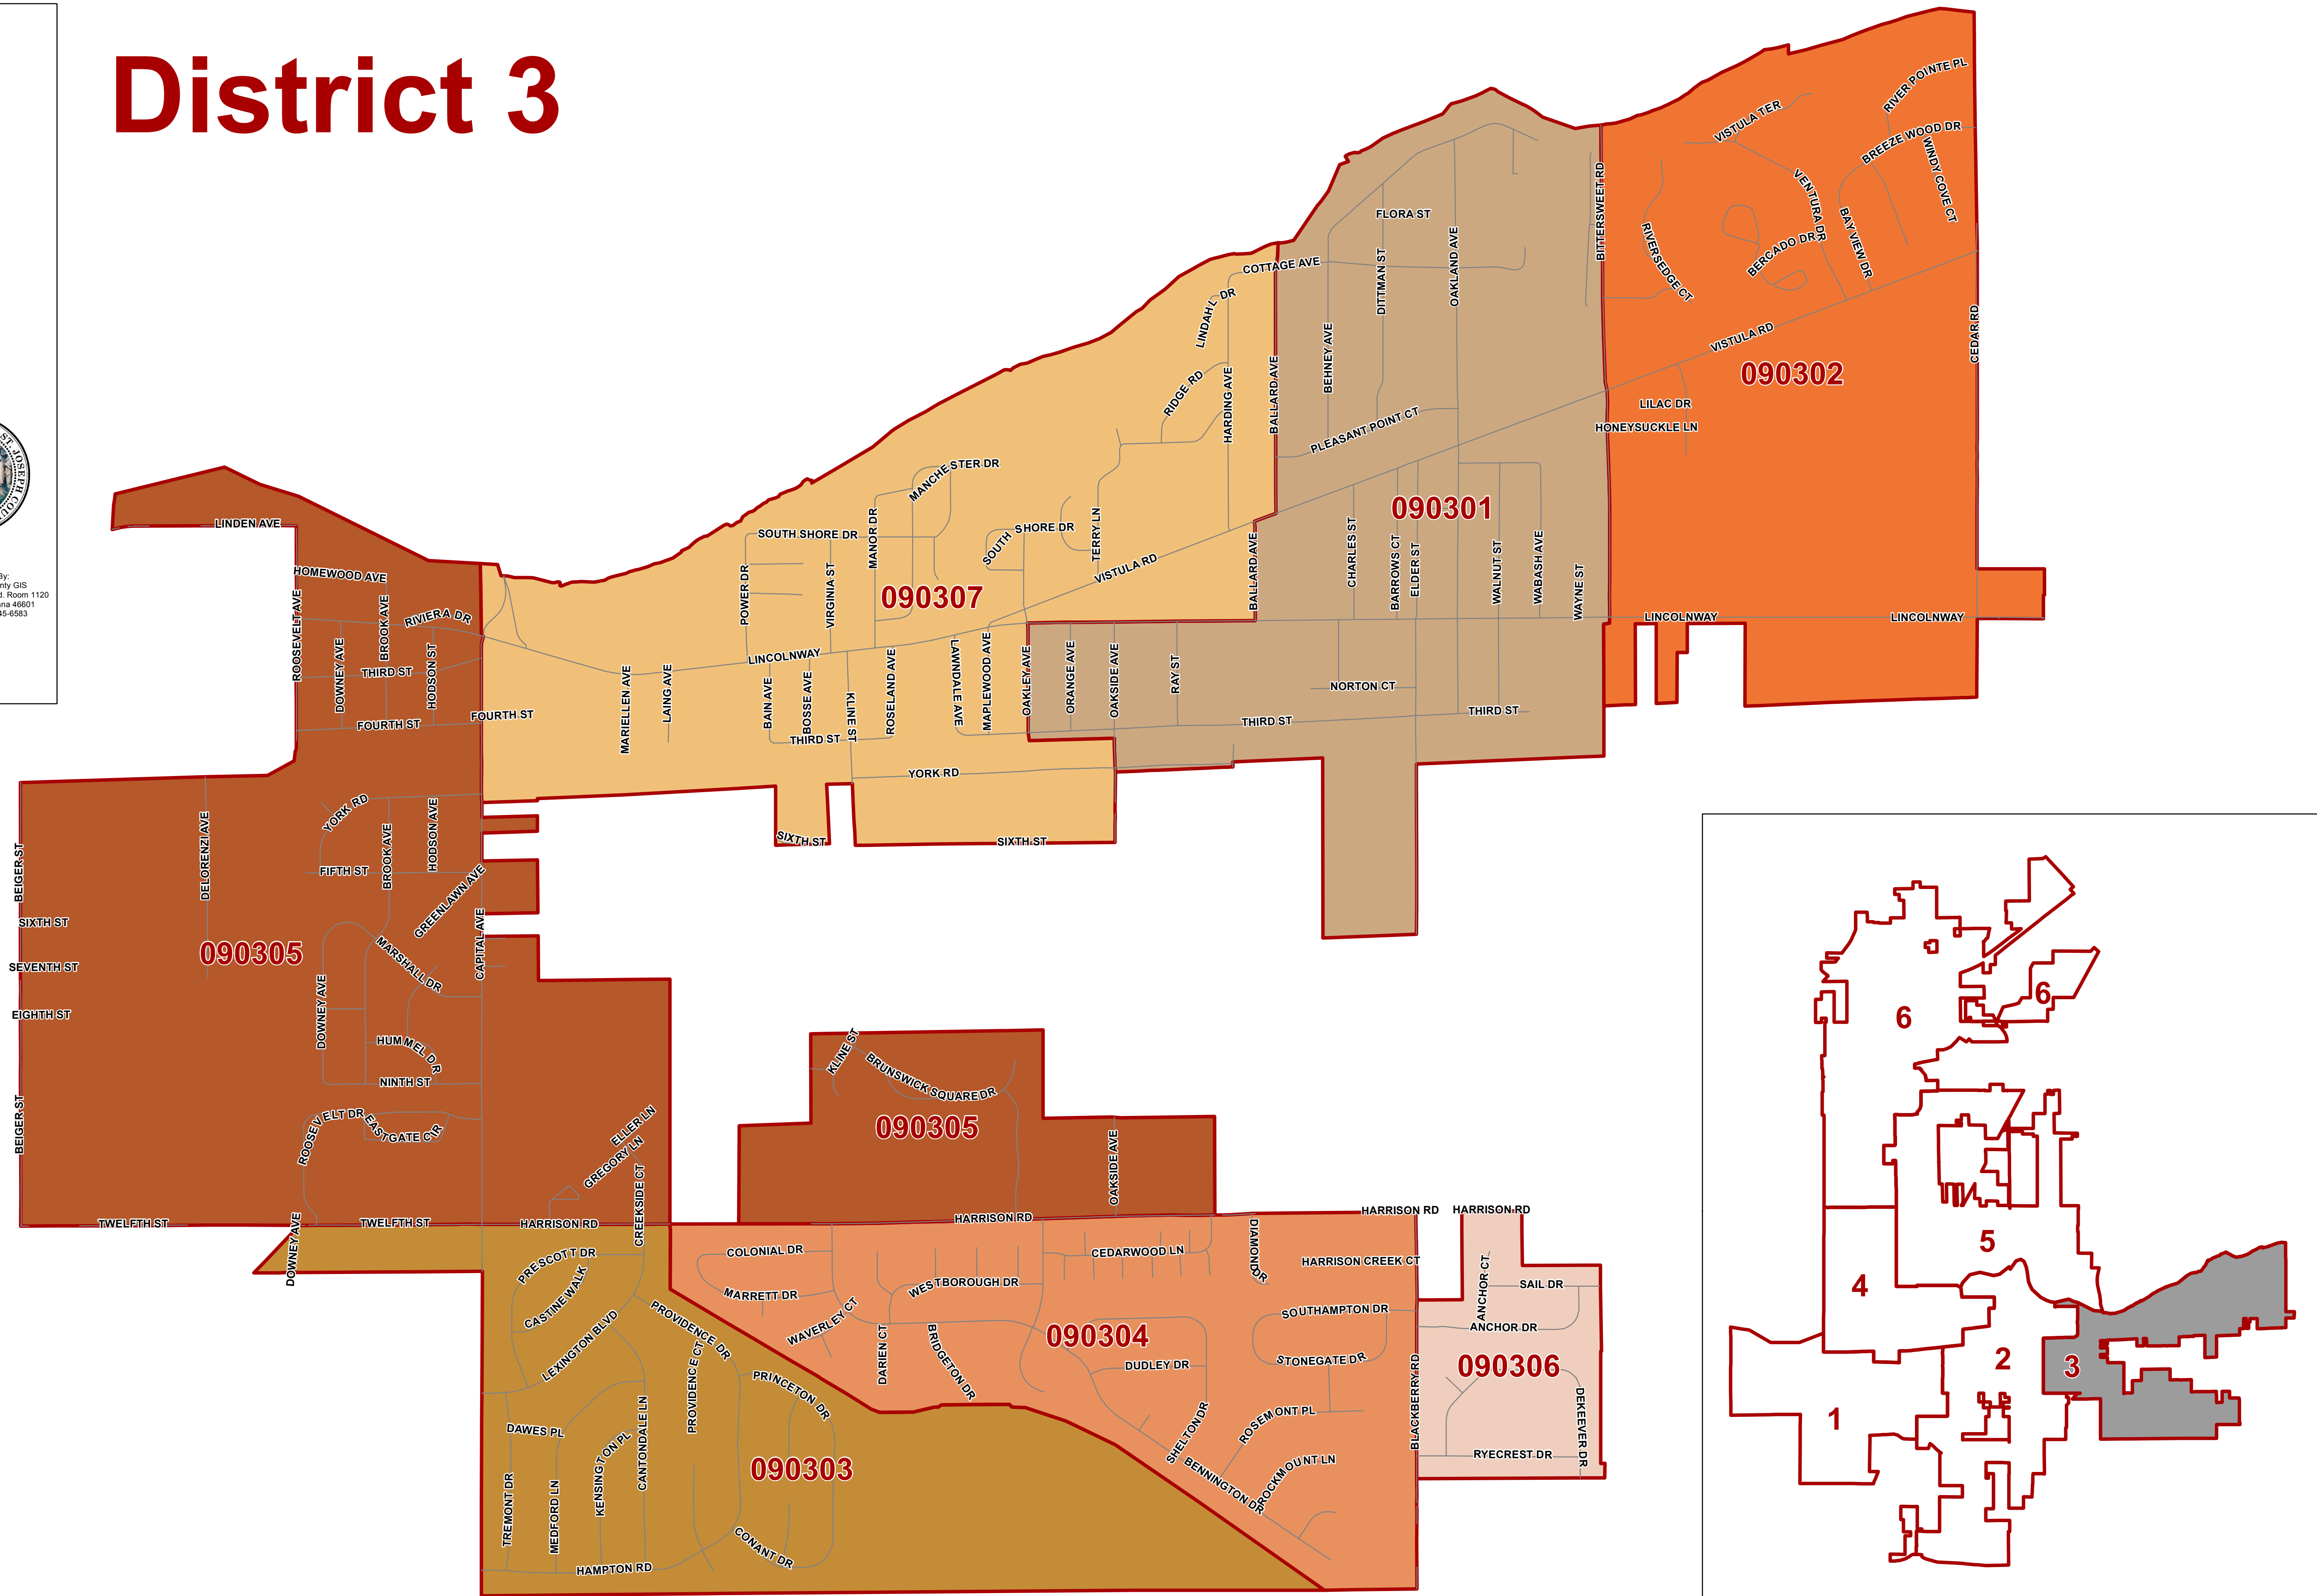 District 3
ST. JOSEPH COU
By:
nty GIS
d. Room 1120
na 46601
45-6583
RIVER POINTE PL
VISTULA TER
BREEZE WOOD DR
WINDY COVE CT
BITTERSWEET RD
VENTURA DR
BAY VIEW DR
BERCADO DR
RIVERSEDGE CT
FLORA ST
OAKLAND AVE
DITTMAN ST
COTTAGE AVE
LINDAHL DR
BEHNEY AVE
VISTULA RD
CEDAR RD
090302
RIDGE RD
HARDING AVE
BALLARD AVE
LILAC DR
HONEYSUCKLE LN
PLEASANT POINT CT
MANCHESTER DR
090301
LINDEN AVE
SOUTH SHORE DR
MANOR DR
SOUTH SHORE DR
TERRY LN
VISTULA RD
CHARLES ST
BARROWS CT
ELDER ST
WALNUT ST
WABASH AVE
WAYNE ST
BALLARD AVE
HOMEWOOD AVE
ROOSEVELT AVE
BROOK AVE
RIVIERA DR
POWER DR
VIRGINIA ST
090307
LINCOLNWAY
LINCOLNWAY
DOWNEY AVE
THIRD ST
HODSON ST
LINCOLNWAY
MARIELLEN AVE
LAING AVE
BAIN AVE
BOSSE AVE
KLINE ST
ROSELAND AVE
LAWNDALE AVE
MAPLEWOOD AVE
OAKLEY AVE
ORANGE AVE
OAKSIDE AVE
RAY ST
NORTON CT
FOURTH ST
FOURTH ST
THIRD ST
THIRD ST
THIRD ST
YORK RD
YORK RD
DELORENZI AVE
BROOK AVE
HODSON AVE
SIXTH ST
SIXTH ST
BEIGER ST
FIFTH ST
GREENLAWN AVE
CAPITAL AVE
SIXTH ST
090305
MARSHALL DR
SEVENTH ST
EIGHTH ST
DOWNEY AVE
HUMMEL DR
NINTH ST
KLINE ST
BRUNSWICK SQUARE DR
090305
BEIGER ST
ROOSEVELT DR
EASTGATE CIR
ELLER LN
GREGORY LN
CREEKSIDE CT
OAKSIDE AVE
TWELFTH ST
TWELFTH ST
HARRISON RD
HARRISON RD
HARRISON RD
HARRISON RD
DOWNEY AVE
PRESCOTT DR
CASTINE WALK
LEXINGTON BLVD
COLONIAL DR
MARRETT DR
WESTBOROUGH DR
CEDARWOOD LN
DIAMOND DR
HARRISON CREEK CT
ANCHOR CT
SAIL DR
PROVIDENCE DR
PROVIDENCE CT
WAVERLEY CT
DARIEN CT
BRIDGETON DR
090304
SOUTHAMPTON DR
ANCHOR DR
DUDLEY DR
STONEGATE DR
090306
BLACKBERRY RD
DEKEEVER DR
PRINCETON DR
DAWES PL
KENSINGTON PL
CANTONDALE LN
SHELTON DR
ROSEMONT PL
RYECREST DR
090303
BENNINGTON DR
ROCKMOUNT LN
TREMONT DR
MEDFORD LN
CONANT DR
HAMPTON RD
6
6
5
4
2
3
1